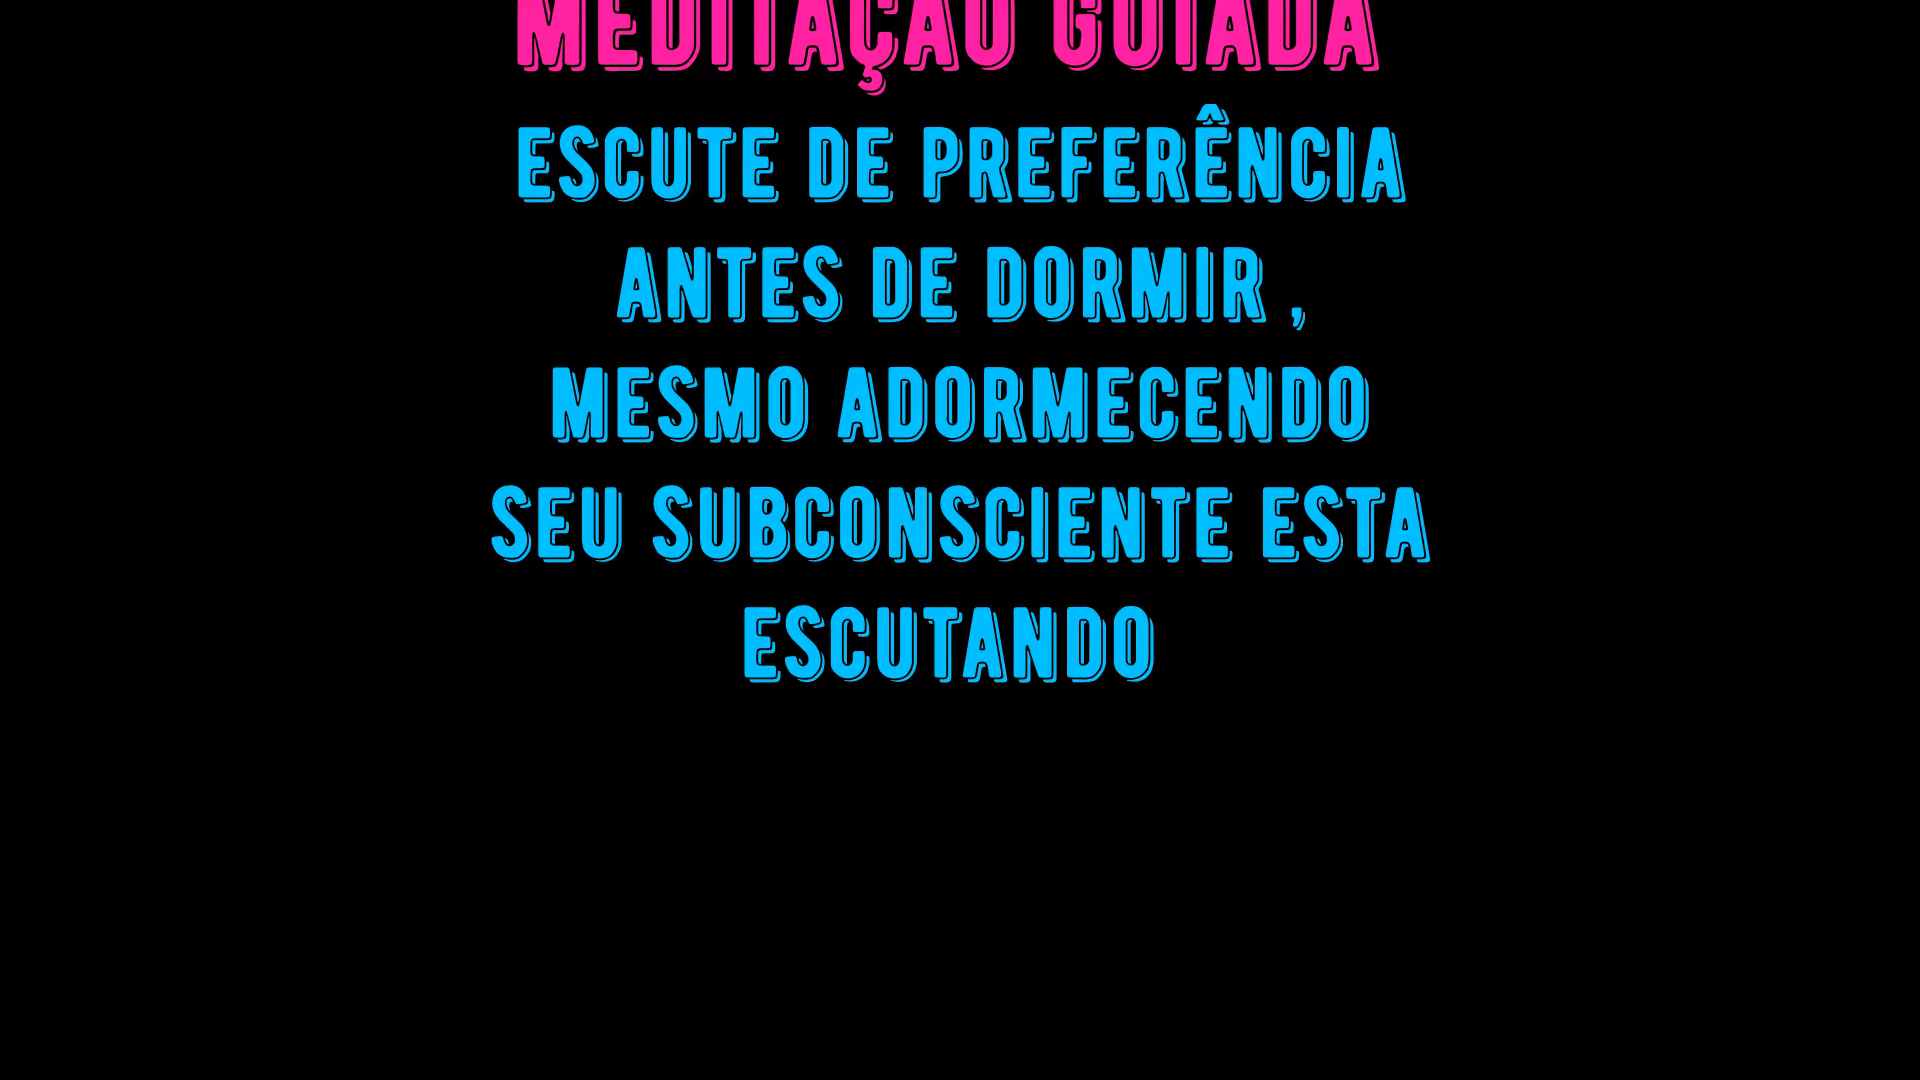 MEDITAÇÃO GUIADA
ESCUTE DE PREFERÊNCIA
ANTES DE DORMIR ,
MESMO ADORMECENDO
SEU SUBCONSCIENTE ESTA
ESCUTANDO